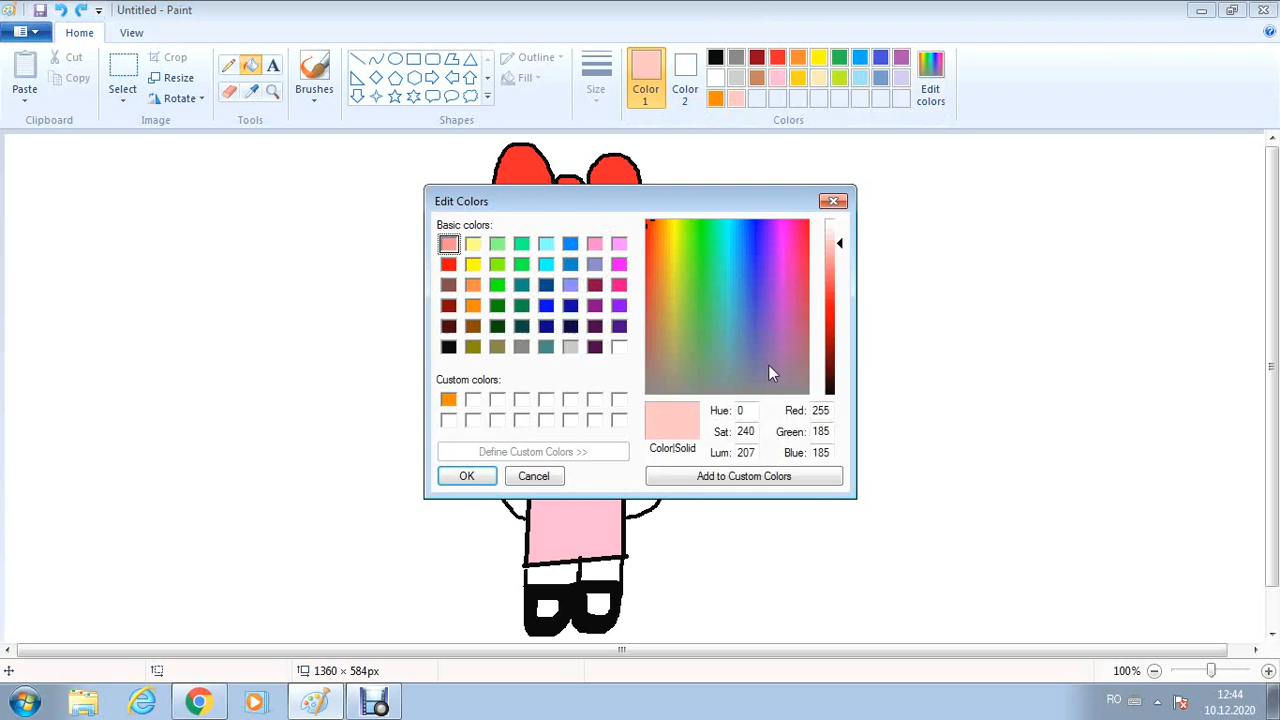 Untitled - Paint
Home
View
Paste
Cut
Copy
Clipboard
Select
Crop
Resize
Rotate
Image
A
Tools
Brushes
Outline
Fill
Shapes
Size
Color 1
Color 2
Edit colors
Colors
Edit Colors
Basic colors:
Custom colors:
Define Custom Colors >>
OK
Cancel
Color|Solid
Hue: 0
Sat: 240
Lum: 207
Red: 255
Green: 185
Blue: 185
Add to Custom Colors
1360 × 584px
100%
RO
12:44
10.12.2020